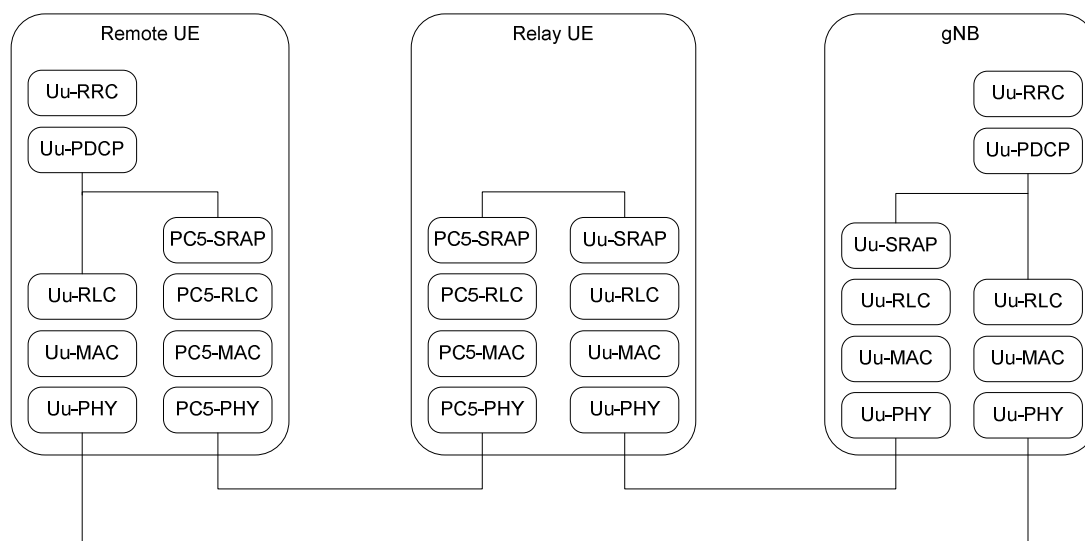 Remote UE
Uu-RRC
Uu-PDCP
PC5-SRAP
Uu-RLC
PC5-RLC
Uu-MAC
PC5-MAC
Uu-PHY
PC5-PHY
Relay UE
PC5-SRAP
Uu-SRAP
PC5-RLC
Uu-RLC
PC5-MAC
Uu-MAC
PC5-PHY
Uu-PHY
gNB
Uu-RRC
Uu-PDCP
Uu-SRAP
Uu-RLC
Uu-RLC
Uu-MAC
Uu-MAC
Uu-PHY
Uu-PHY